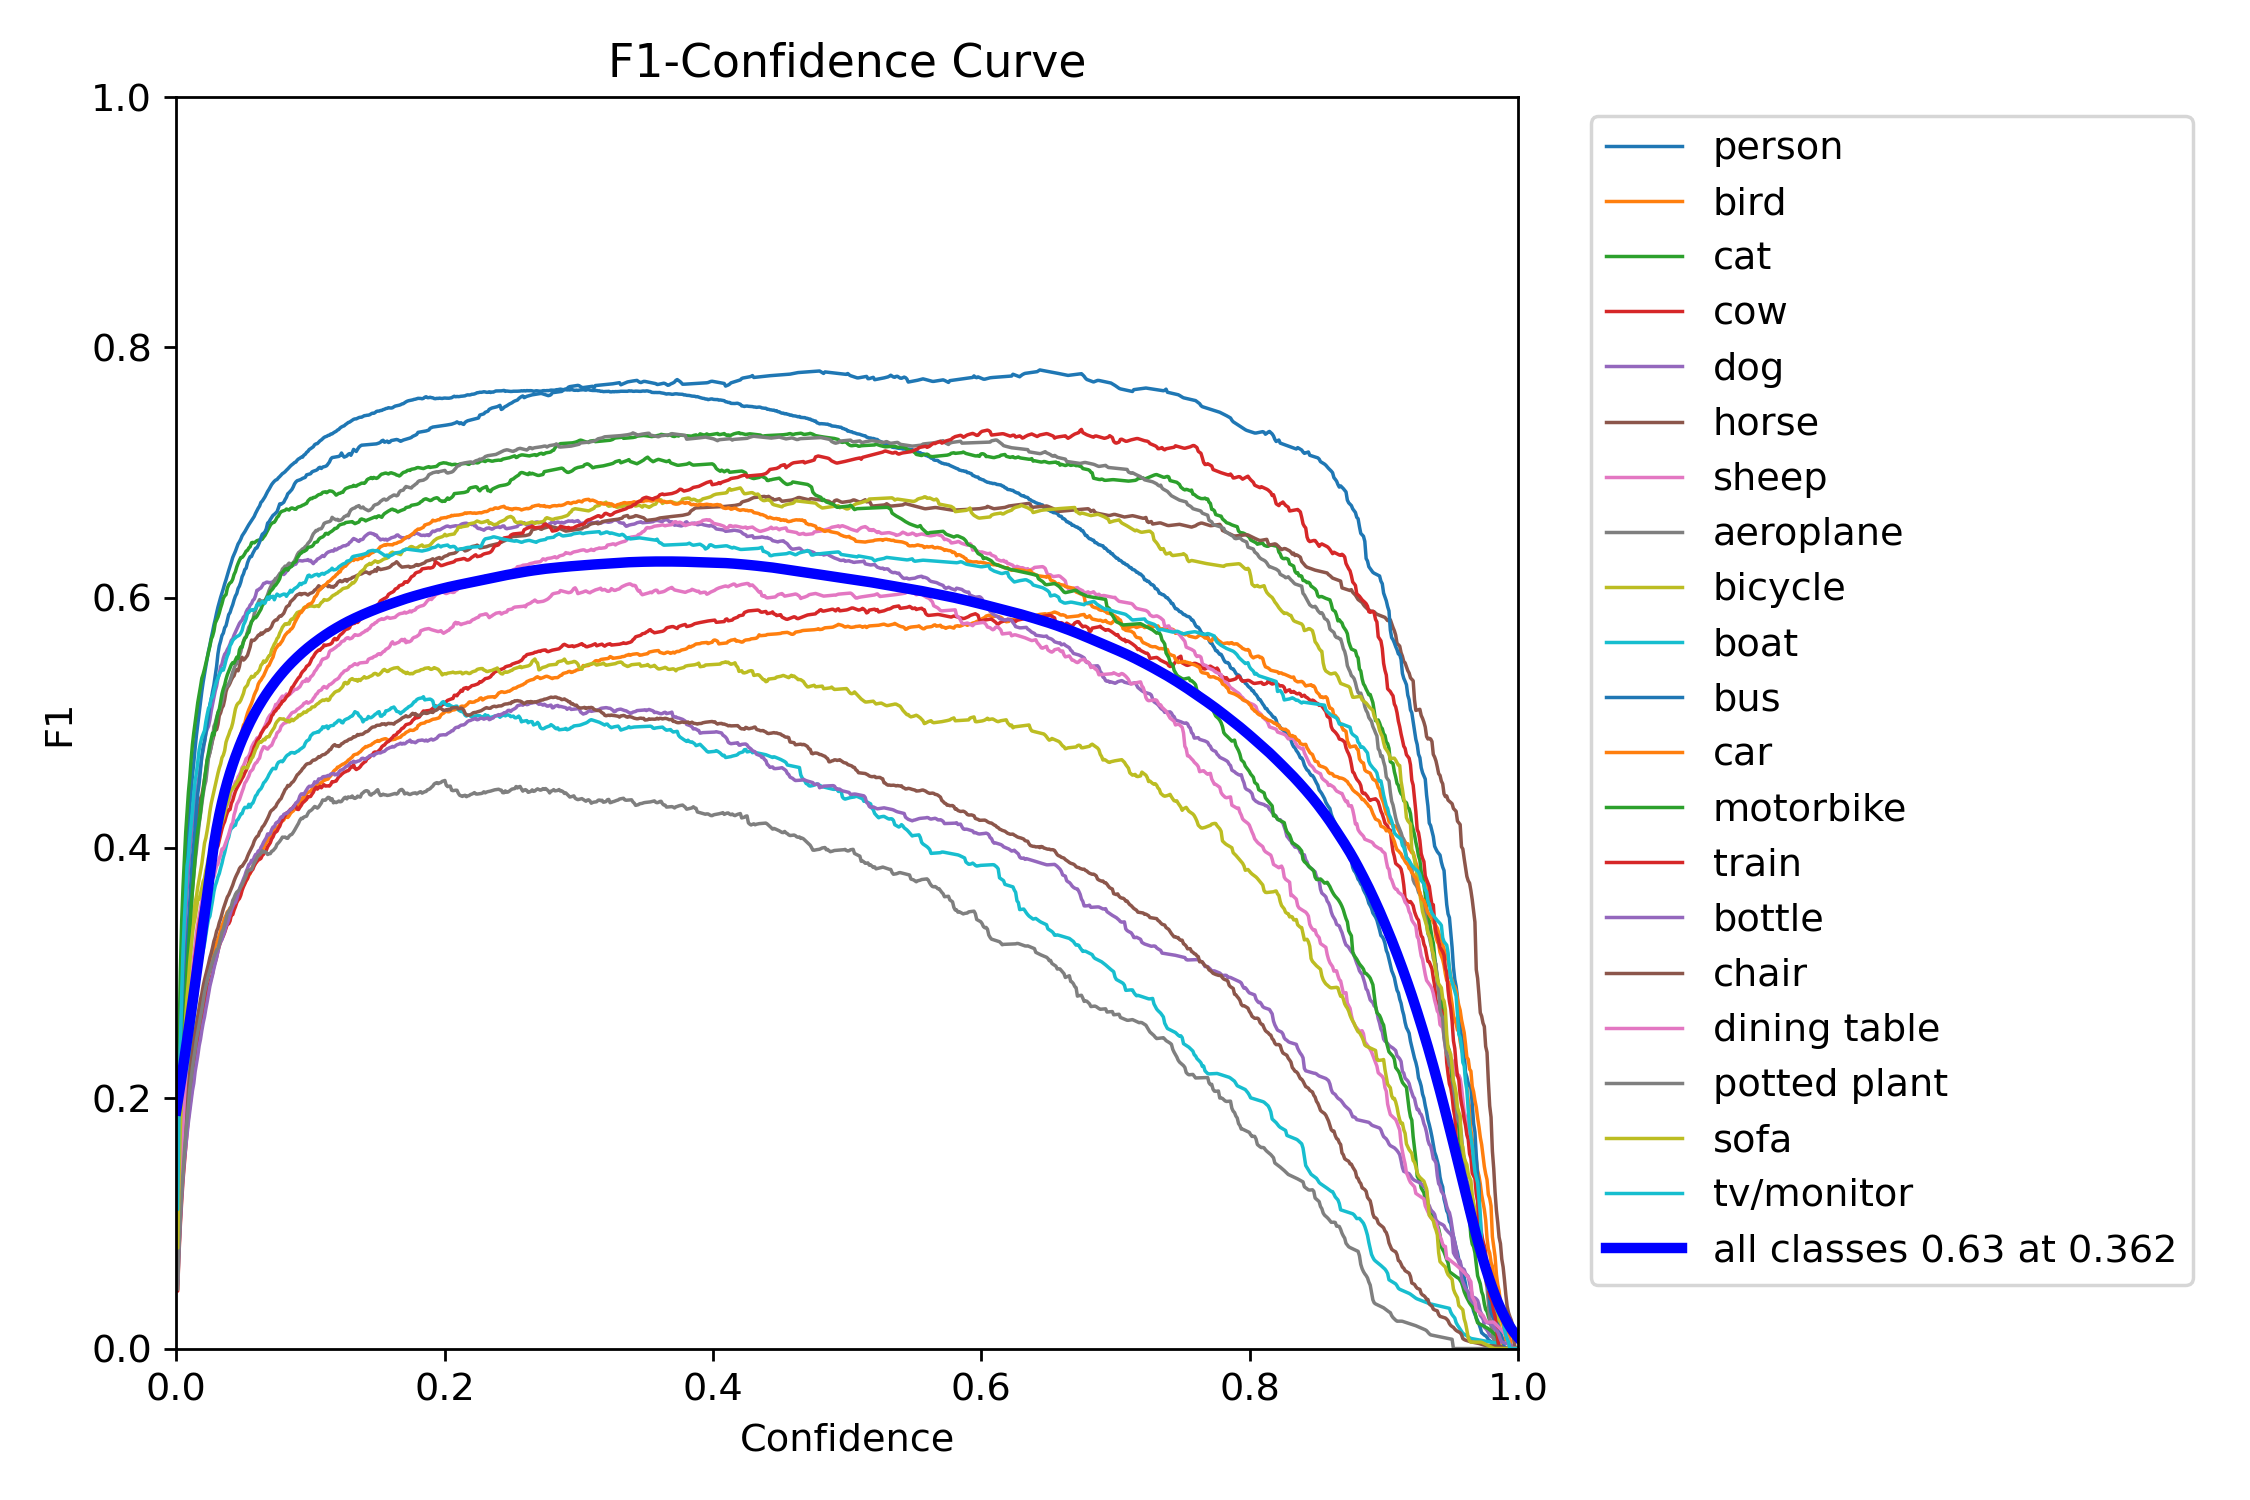 F1-Confidence Curve
1.0
0.8
0.6
0.4
0.2
0.0
F1
0.0 0.2 0.4 0.6 0.8 1.0
Confidence
person
bird
cat
cow
dog
horse
sheep
aeroplane
bicycle
boat
bus
car
motorbike
train
bottle
chair
dining table
potted plant
sofa
tv/monitor
all classes 0.63 at 0.362